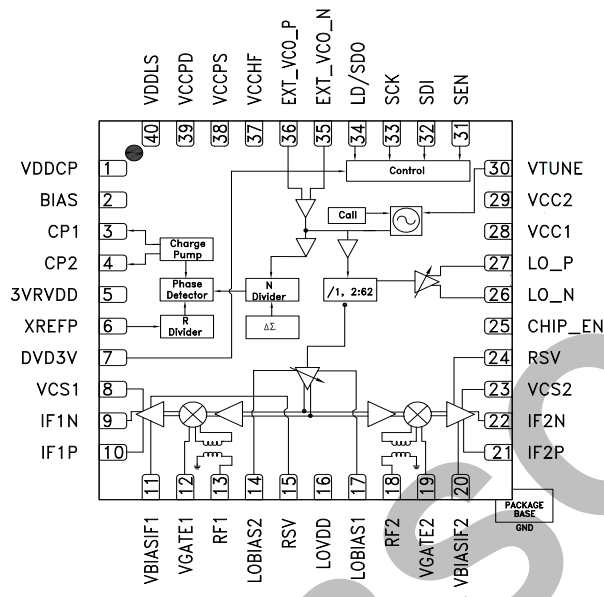 VDDLS
VCCPD
VCCPS
VCCHF
EXT_VCO_P
EXT_VCO_N
LD/SDO
SCK
SDI
SEN
40
39
38
37
36
35
34
33
32
31
VDDCP 1
BIAS 2
CP1 3
CP2 4
3VRVDD 5
XREFP 6
DVD3V 7
VCS1 8
IF1N 9
IF1P 10
30 VTUNE
29 VCC2
28 VCC1
27 LO_P
26 LO_N
25 CHIP_EN
24 RSV
23 VCS2
22 IF2N
21 IF2P
Control
Call
Charge
Pump
Phase
Detector
N
Divider
/1, 2:62
R
Divider
ΔΣ
11
12
13
14
15
16
17
18
19
20
VBIASIF1
VGATE1
RF1
LOBIAS2
RSV
LOVDD
LOBIAS1
RF2
VGATE2
VBIASIF2
PACKAGE
BASE
GND